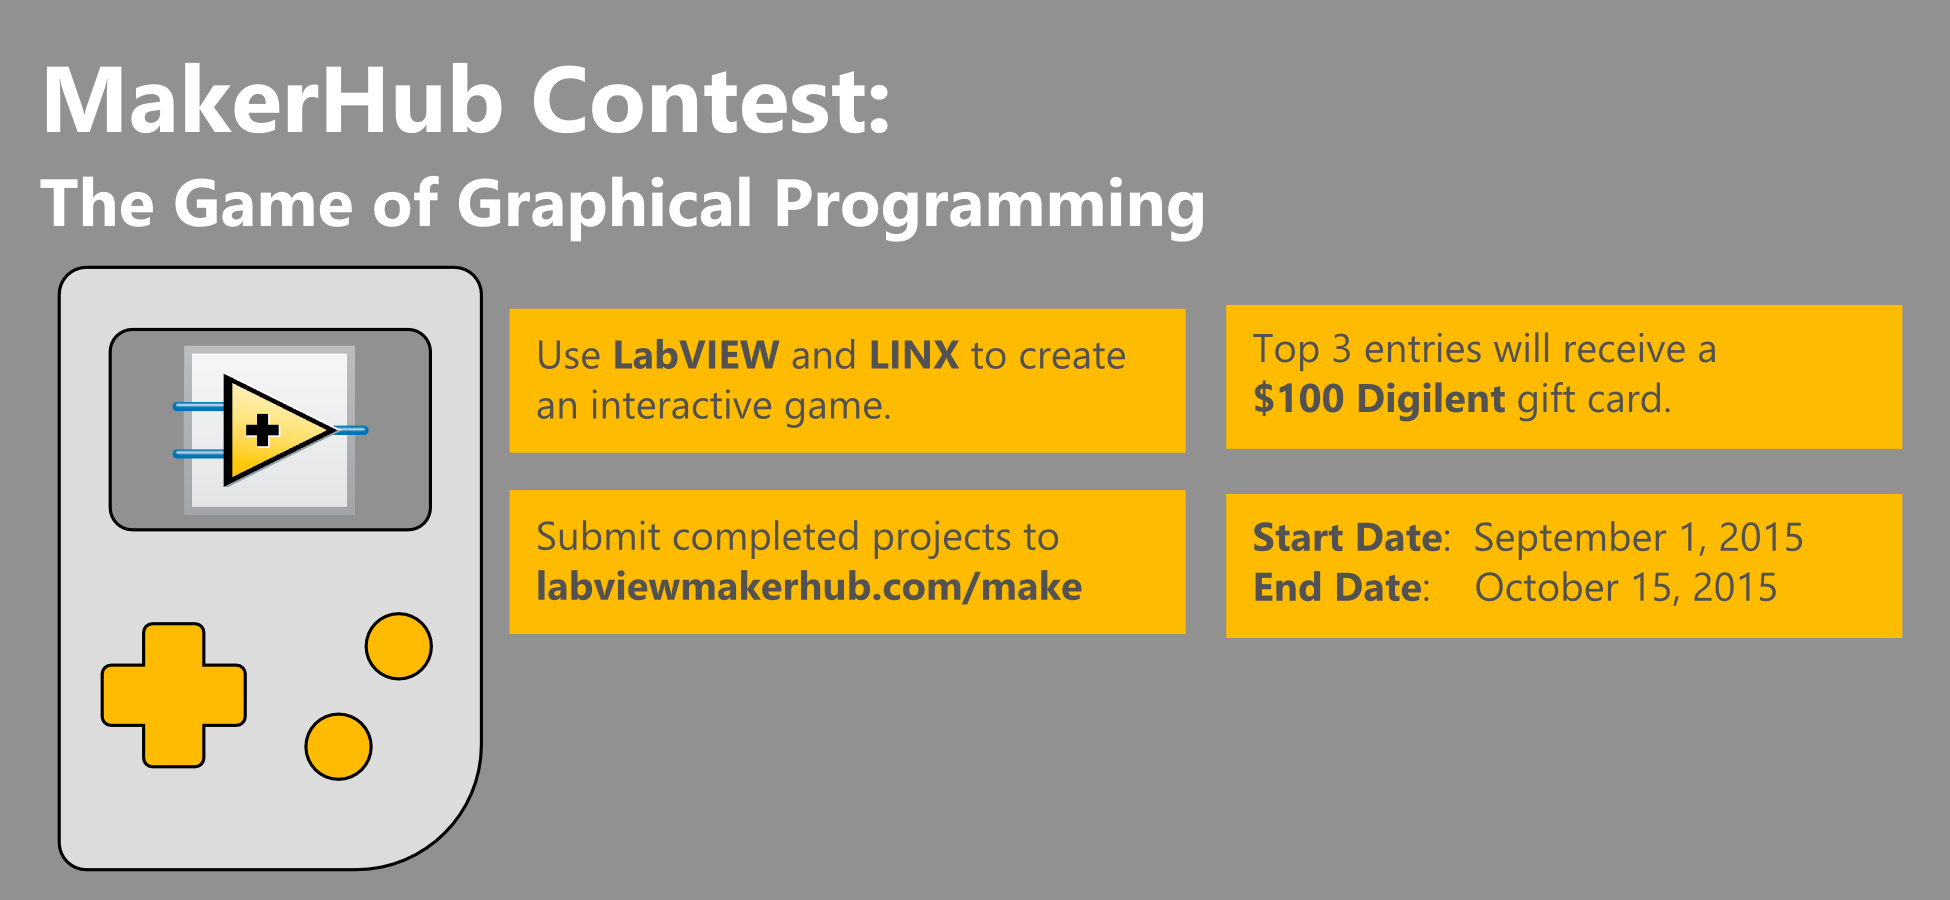 MakerHub Contest:
The Game of Graphical Programming
Use LabVIEW and LINX to create
an interactive game.
Submit completed projects to
labviewmakerhub.com/make
Top 3 entries will receive a
$100 Digilent gift card.
Start Date: September 1, 2015
End Date: October 15, 2015